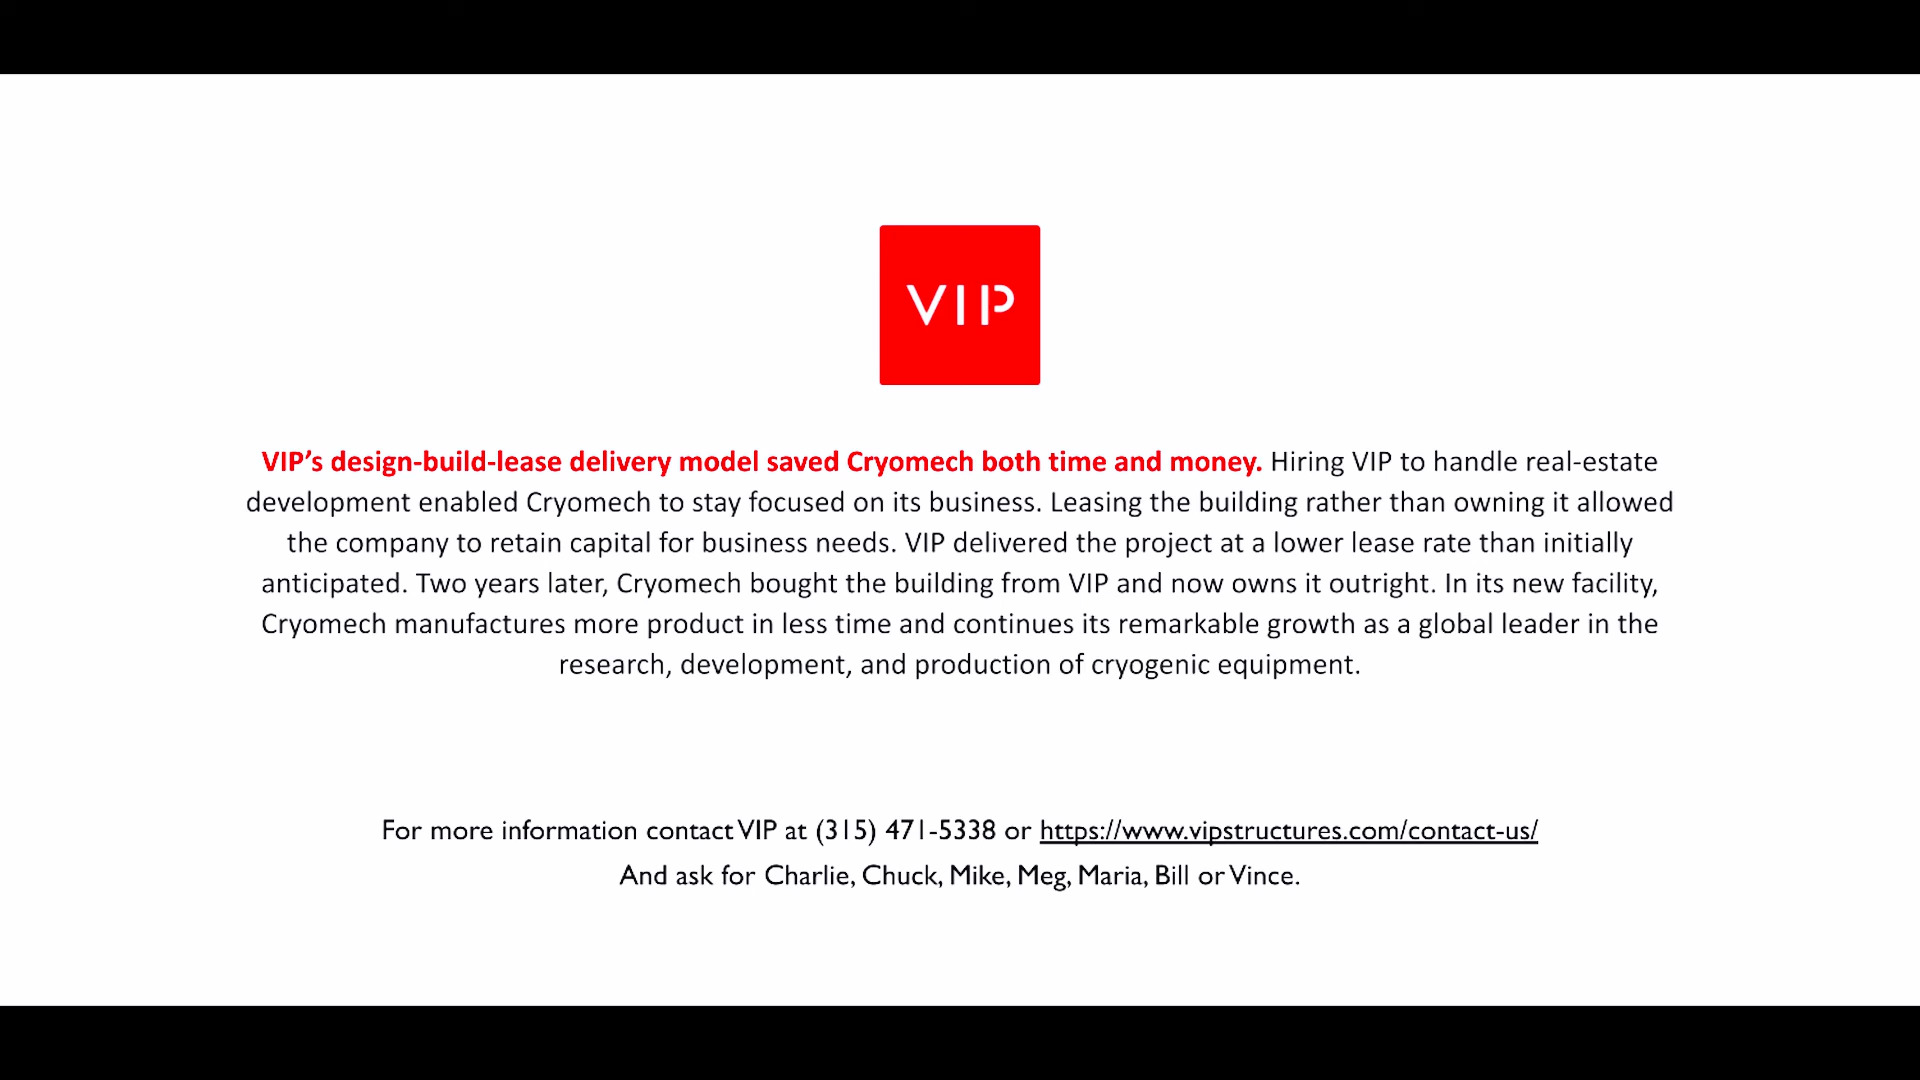 VIP
VIP’s design-build-lease delivery model saved Cryomech both time and money. Hiring VIP to handle real-estate
development enabled Cryomech to stay focused on its business. Leasing the building rather than owning it allowed
the company to retain capital for business needs. VIP delivered the project at a lower lease rate than initially
anticipated. Two years later, Cryomech bought the building from VIP and now owns it outright. In its new facility,
Cryomech manufactures more product in less time and continues its remarkable growth as a global leader in the
research, development, and production of cryogenic equipment.
For more information contact VIP at (315) 471-5338 or https://www.vipstructures.com/contact-us/
And ask for Charlie, Chuck, Mike, Meg, Maria, Bill or Vince.